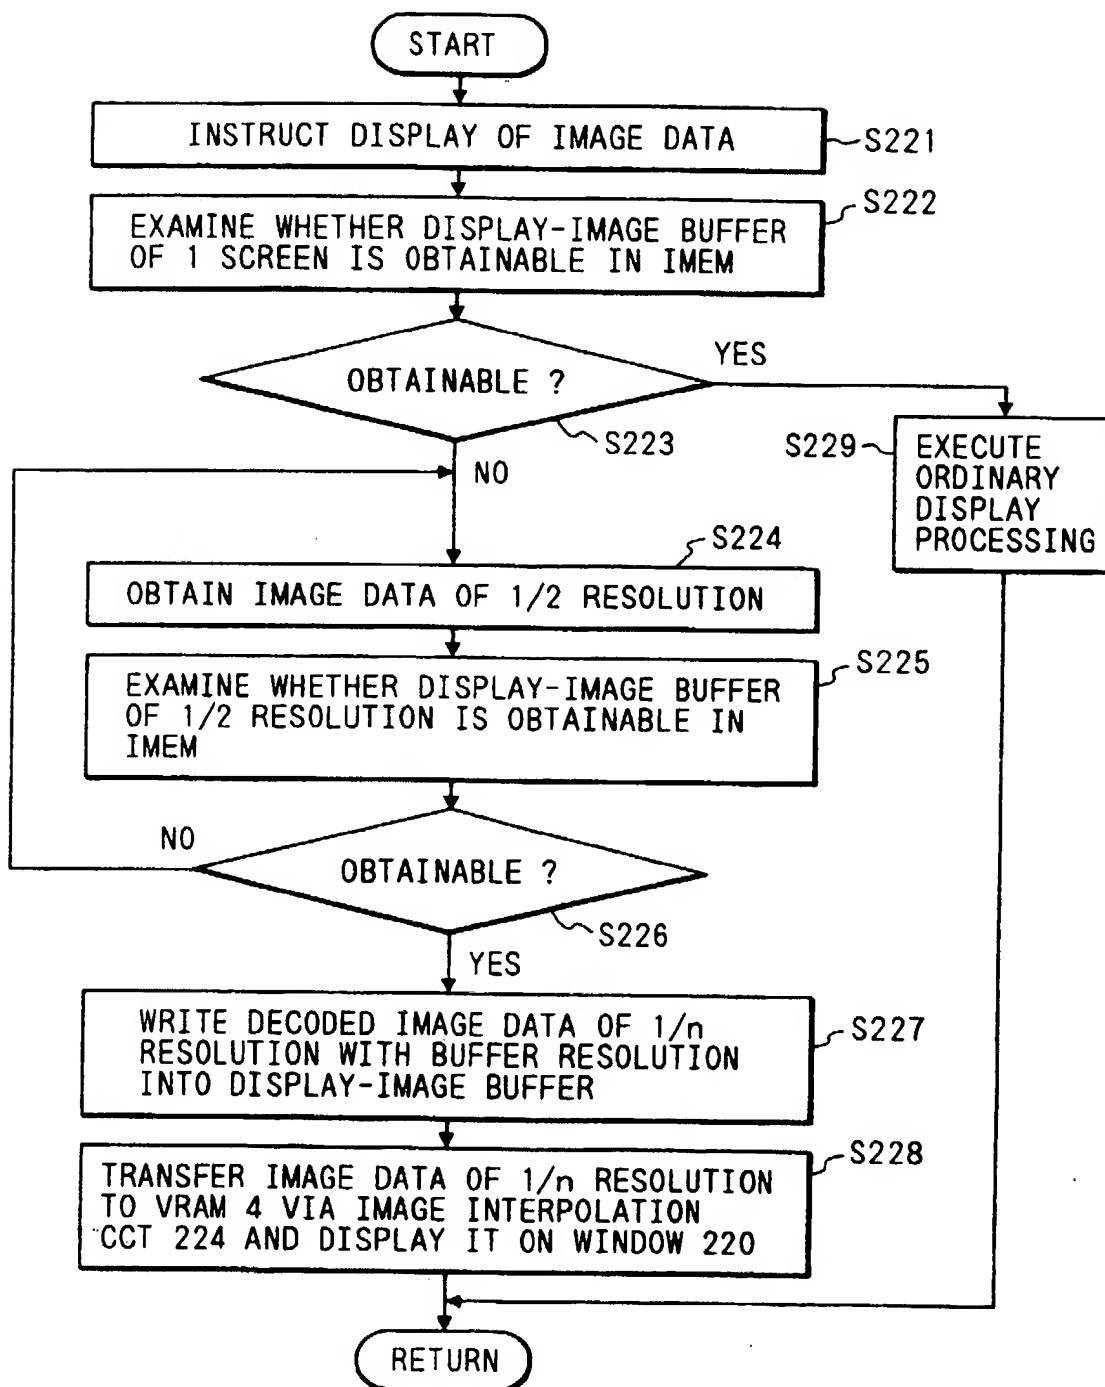 START
INSTRUCT DISPLAY OF IMAGE DATA
S221
S222
EXAMINE WHETHER DISPLAY-IMAGE BUFFER
OF 1 SCREEN IS OBTAINABLE IN IMEM
YES
OBTAINABLE ?
S223
NO
S229
EXECUTE
ORDINARY
DISPLAY
PROCESSING
S224
OBTAIN IMAGE DATA OF 1/2 RESOLUTION
S225
EXAMINE WHETHER DISPLAY-IMAGE BUFFER
OF 1/2 RESOLUTION IS OBTAINABLE IN
IMEM
NO
OBTAINABLE ?
S226
YES
WRITE DECODED IMAGE DATA OF 1/n
RESOLUTION WITH BUFFER RESOLUTION
INTO DISPLAY-IMAGE BUFFER
S227
S228
TRANSFER IMAGE DATA OF 1/n RESOLUTION
TO VRAM 4 VIA IMAGE INTERPOLATION
CCT 224 AND DISPLAY IT ON WINDOW 220
RETURN